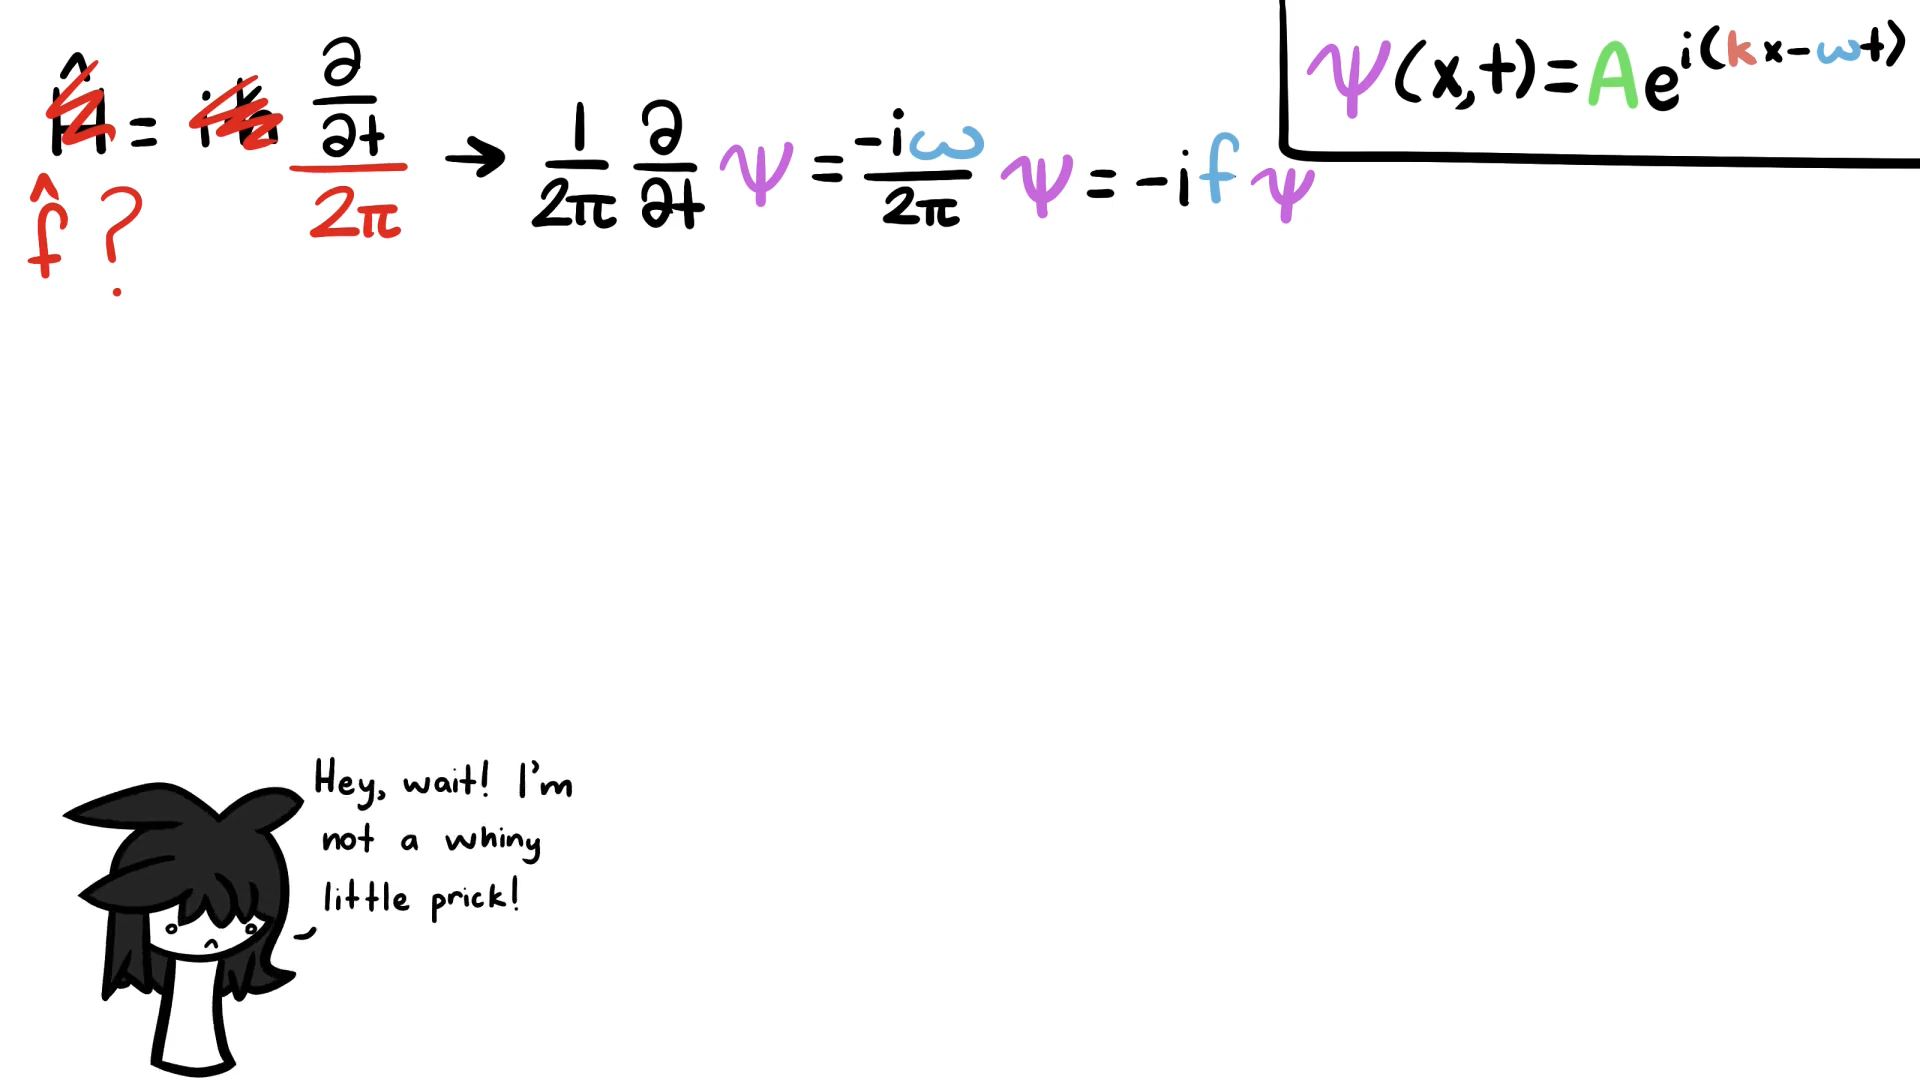 Ĥ = iħ ∂/∂t / 2π → 1/2π ∂/∂t ψ = -iω/2π ψ = -if ψ
f̂ ?
ψ(x,t) = Ae^i(kx-ωt)
Hey, wait! I'm
not a whiny
little prick!